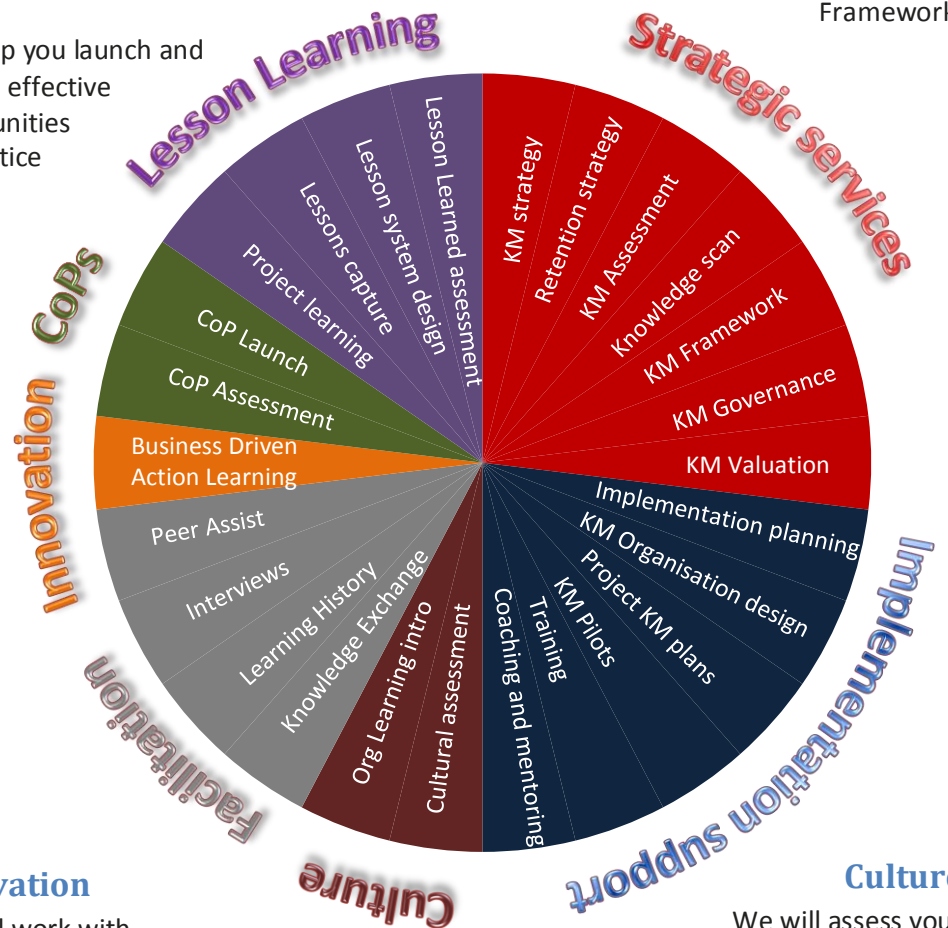 Framework
p you launch and
effective
unities
tice
Lesson Learning
Strategic services
CoPs
Innovation
Facilitation
Culture
Implementation support
Lesson Learned assessment
Lesson system design
Lessons capture
Project learning
CoP Launch
CoP Assessment
Business Driven
Action Learning
Peer Assist
Interviews
Learning History
Knowledge Exchange
Org Learning intro
Cultural assessment
KM strategy
Retention strategy
KM Assessment
Knowledge scan
KM Framework
KM Governance
KM Valuation
Implementation planning
KM Organisation design
Project KM plans
KM Pilots
Training
Coaching and mentoring
vation
work with
Culture
We will assess you